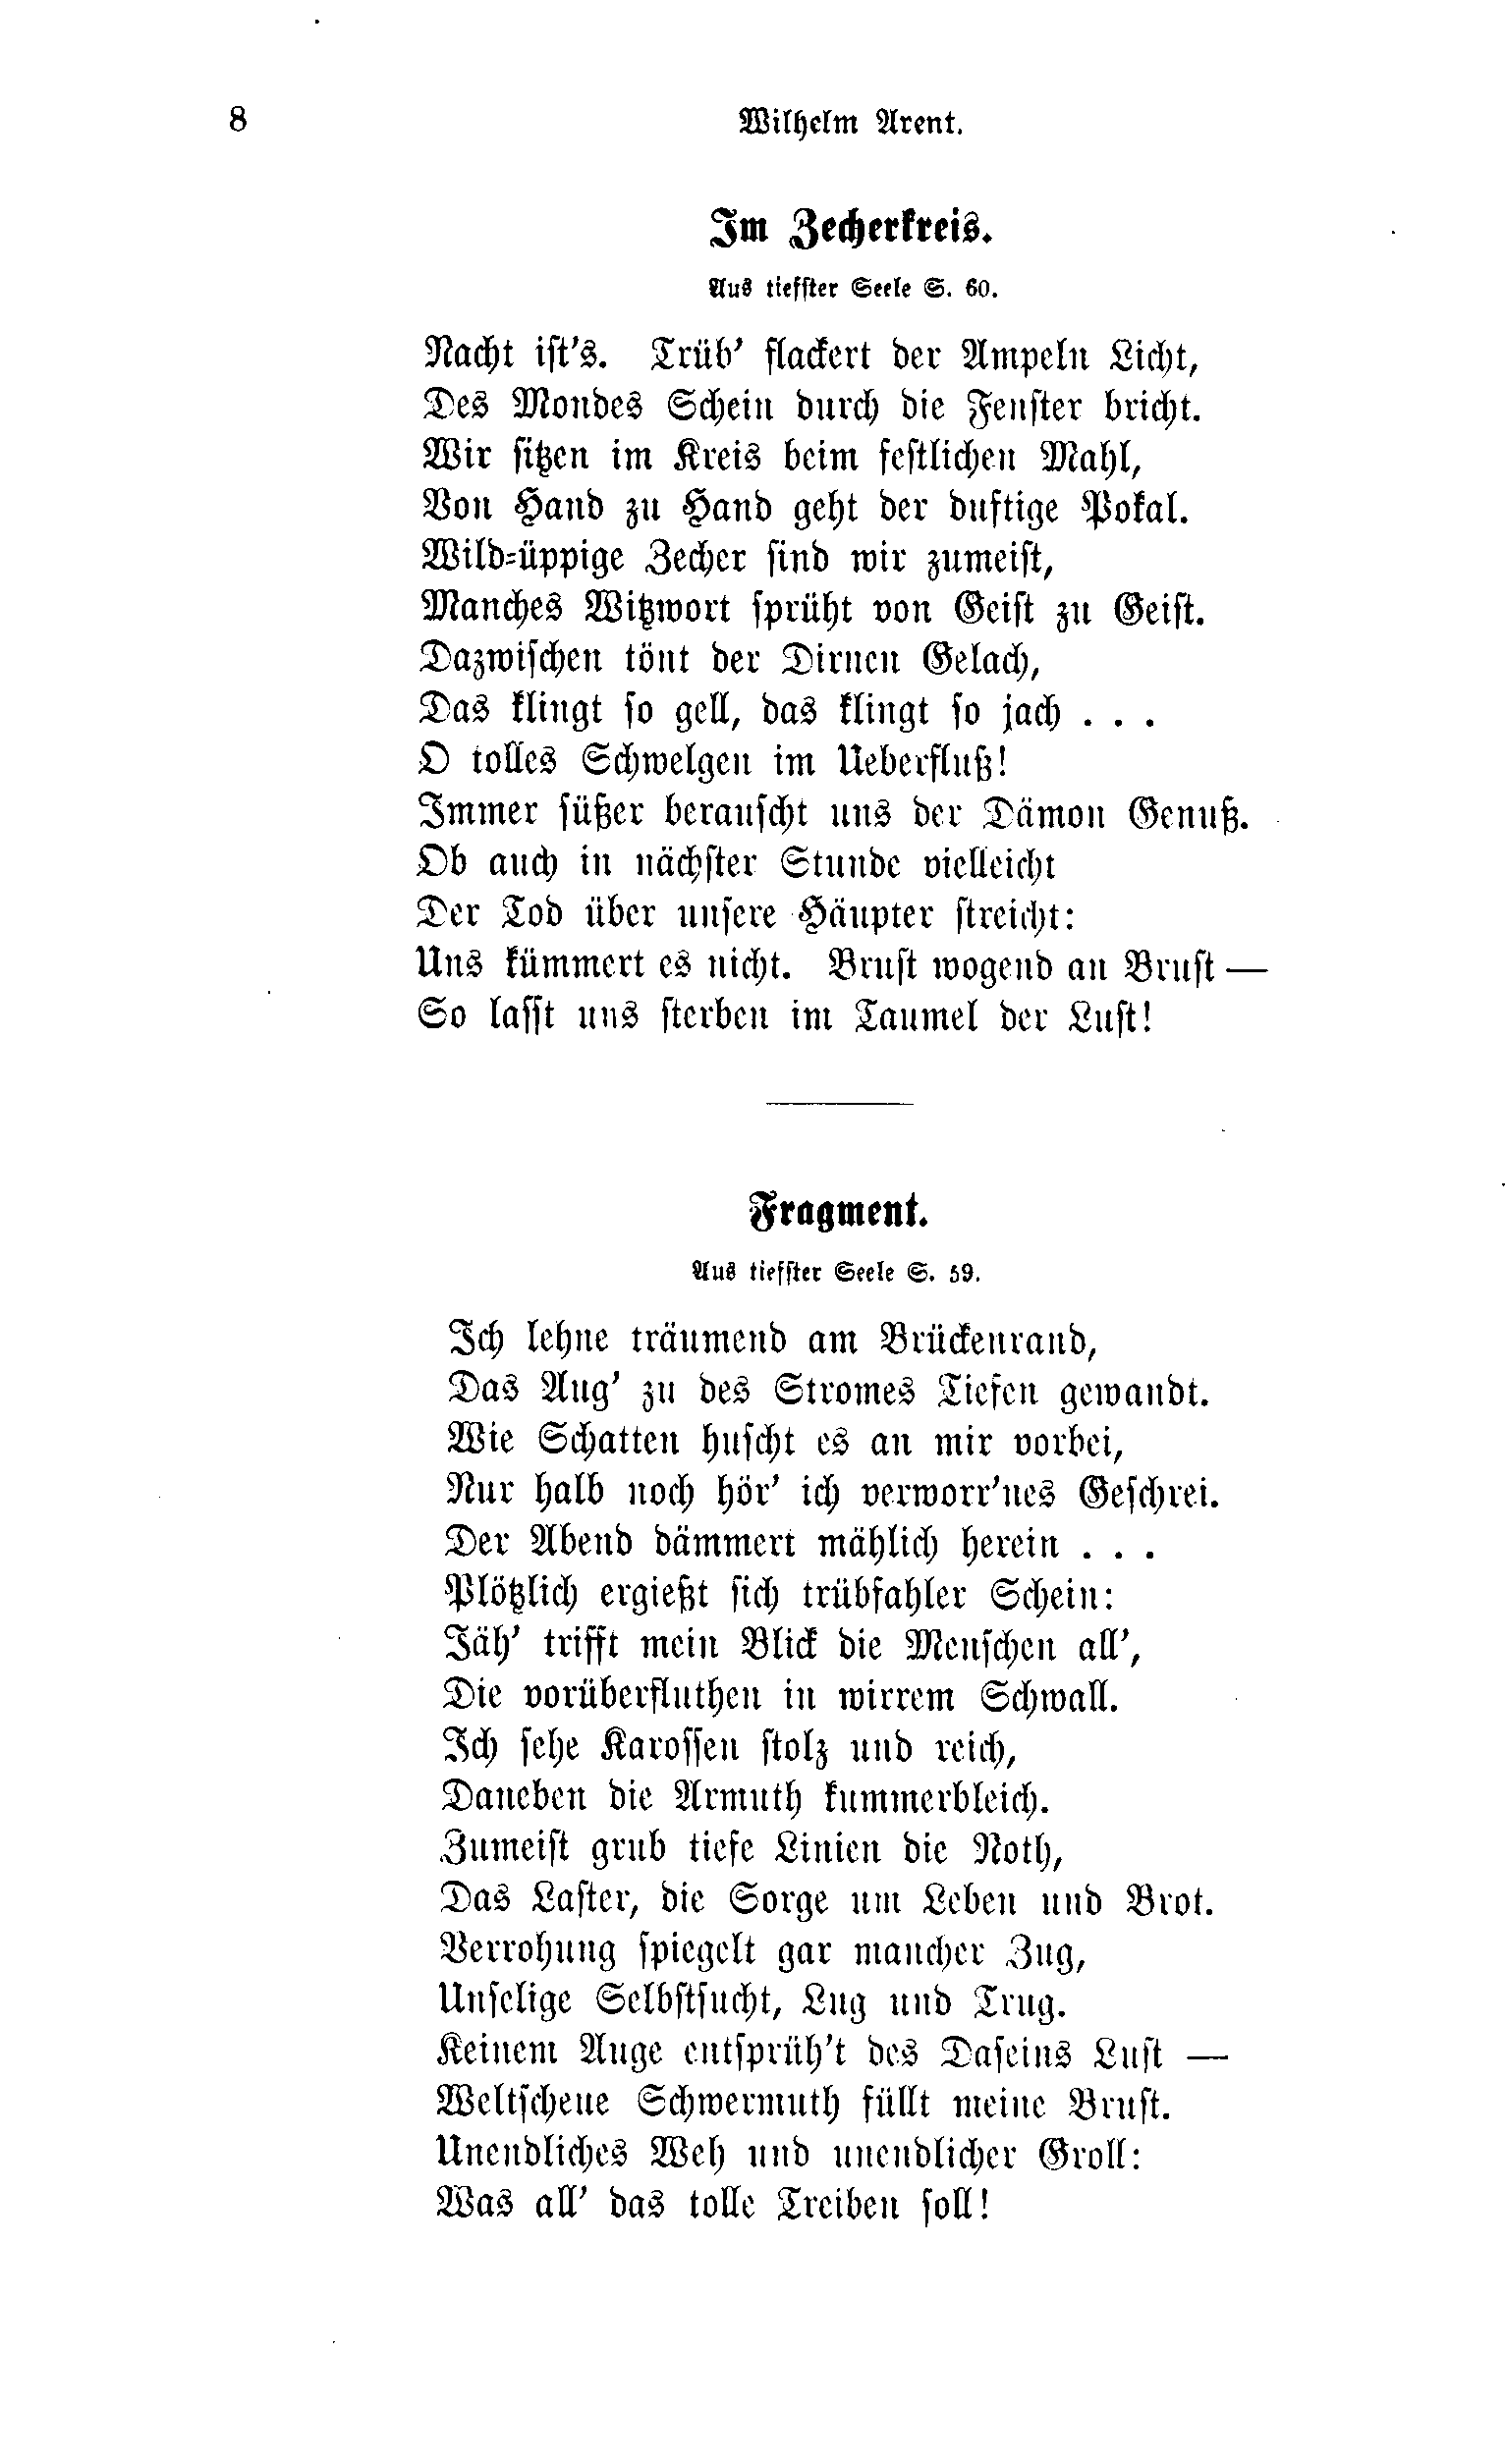 8
Wilhelm Arent.
Im Zecherkreis.
Aus tiefster Seele S. 60.
Nacht ist's. Trüb' flackert der Ampeln Licht,
Des Mondes Schein durch die Fenster bricht.
Wir sitzen im Kreis beim festlichen Mahl,
Von Hand zu Hand geht der duftige Pokal.
Wild-üppige Zecher sind wir zumeist,
Manches Witzwort sprüht von Geist zu Geist.
Dazwischen tönt der Dirnen Gelach,
Das klingt so gell, das klingt so jach . . .
O tolles Schwelgen im Ueberfluß!
Immer süßer berauscht uns der Dämon Genuß.
Ob auch in nächster Stunde vielleicht
Der Tod über unsere Häupter streicht:
Uns kümmert es nicht. Brust wogend an Brust —
So lasst uns sterben im Taumel der Lust!
Fragment.
Aus tiefster Seele S. 59.
Ich lehne träumend am Brückenrand,
Das Aug' zu des Stromes Tiefen gewandt.
Wie Schatten huscht es an mir vorbei,
Nur halb noch hör' ich verworr'nes Geschrei.
Der Abend dämmert mählich herein . . .
Plötzlich ergießt sich trübfahler Schein:
Jäh' trifft mein Blick die Menschen all',
Die vorüberfluthen in wirrem Schwall.
Ich sehe Karossen stolz und reich,
Daneben die Armuth kummerbleich.
Zumeist grub tiefe Linien die Noth,
Das Laster, die Sorge um Leben und Brot.
Verrohung spiegelt gar mancher Zug,
Unselige Selbstsucht, Lug und Trug.
Keinem Auge entsprüh't des Daseins Lust —
Weltscheue Schwermuth füllt meine Brust.
Unendliches Weh und unendlicher Groll:
Was all' das tolle Treiben soll!